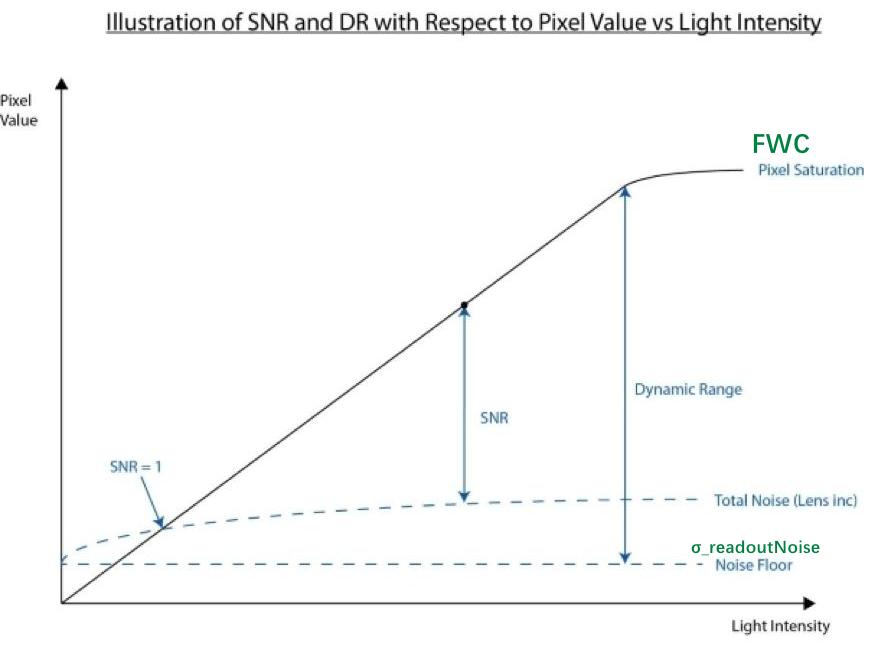 Illustration of SNR and DR with Respect to Pixel Value vs Light Intensity
Pixel
Value
FWC
Pixel Saturation
Dynamic Range
SNR
SNR = 1
Total Noise (Lens inc)
σ_readoutNoise
Noise Floor
Light Intensity